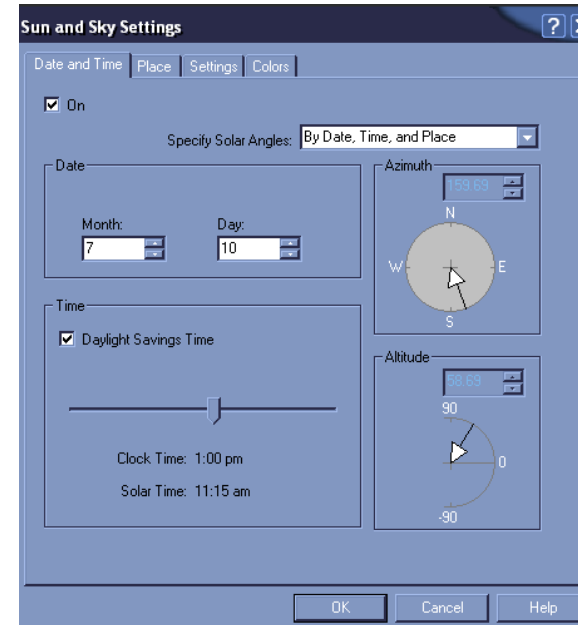 Sun and Sky Settings
Date and Time Place Settings Colors
On
Specify Solar Angles: By Date, Time, and Place
Date
Month: Day:
7 10
Time
Daylight Savings Time
Clock Time: 1:00 pm
Solar Time: 11:15 am
Azimuth
159.69
N
W E
S
Altitude
58.69
90
0
-90
OK Cancel Help